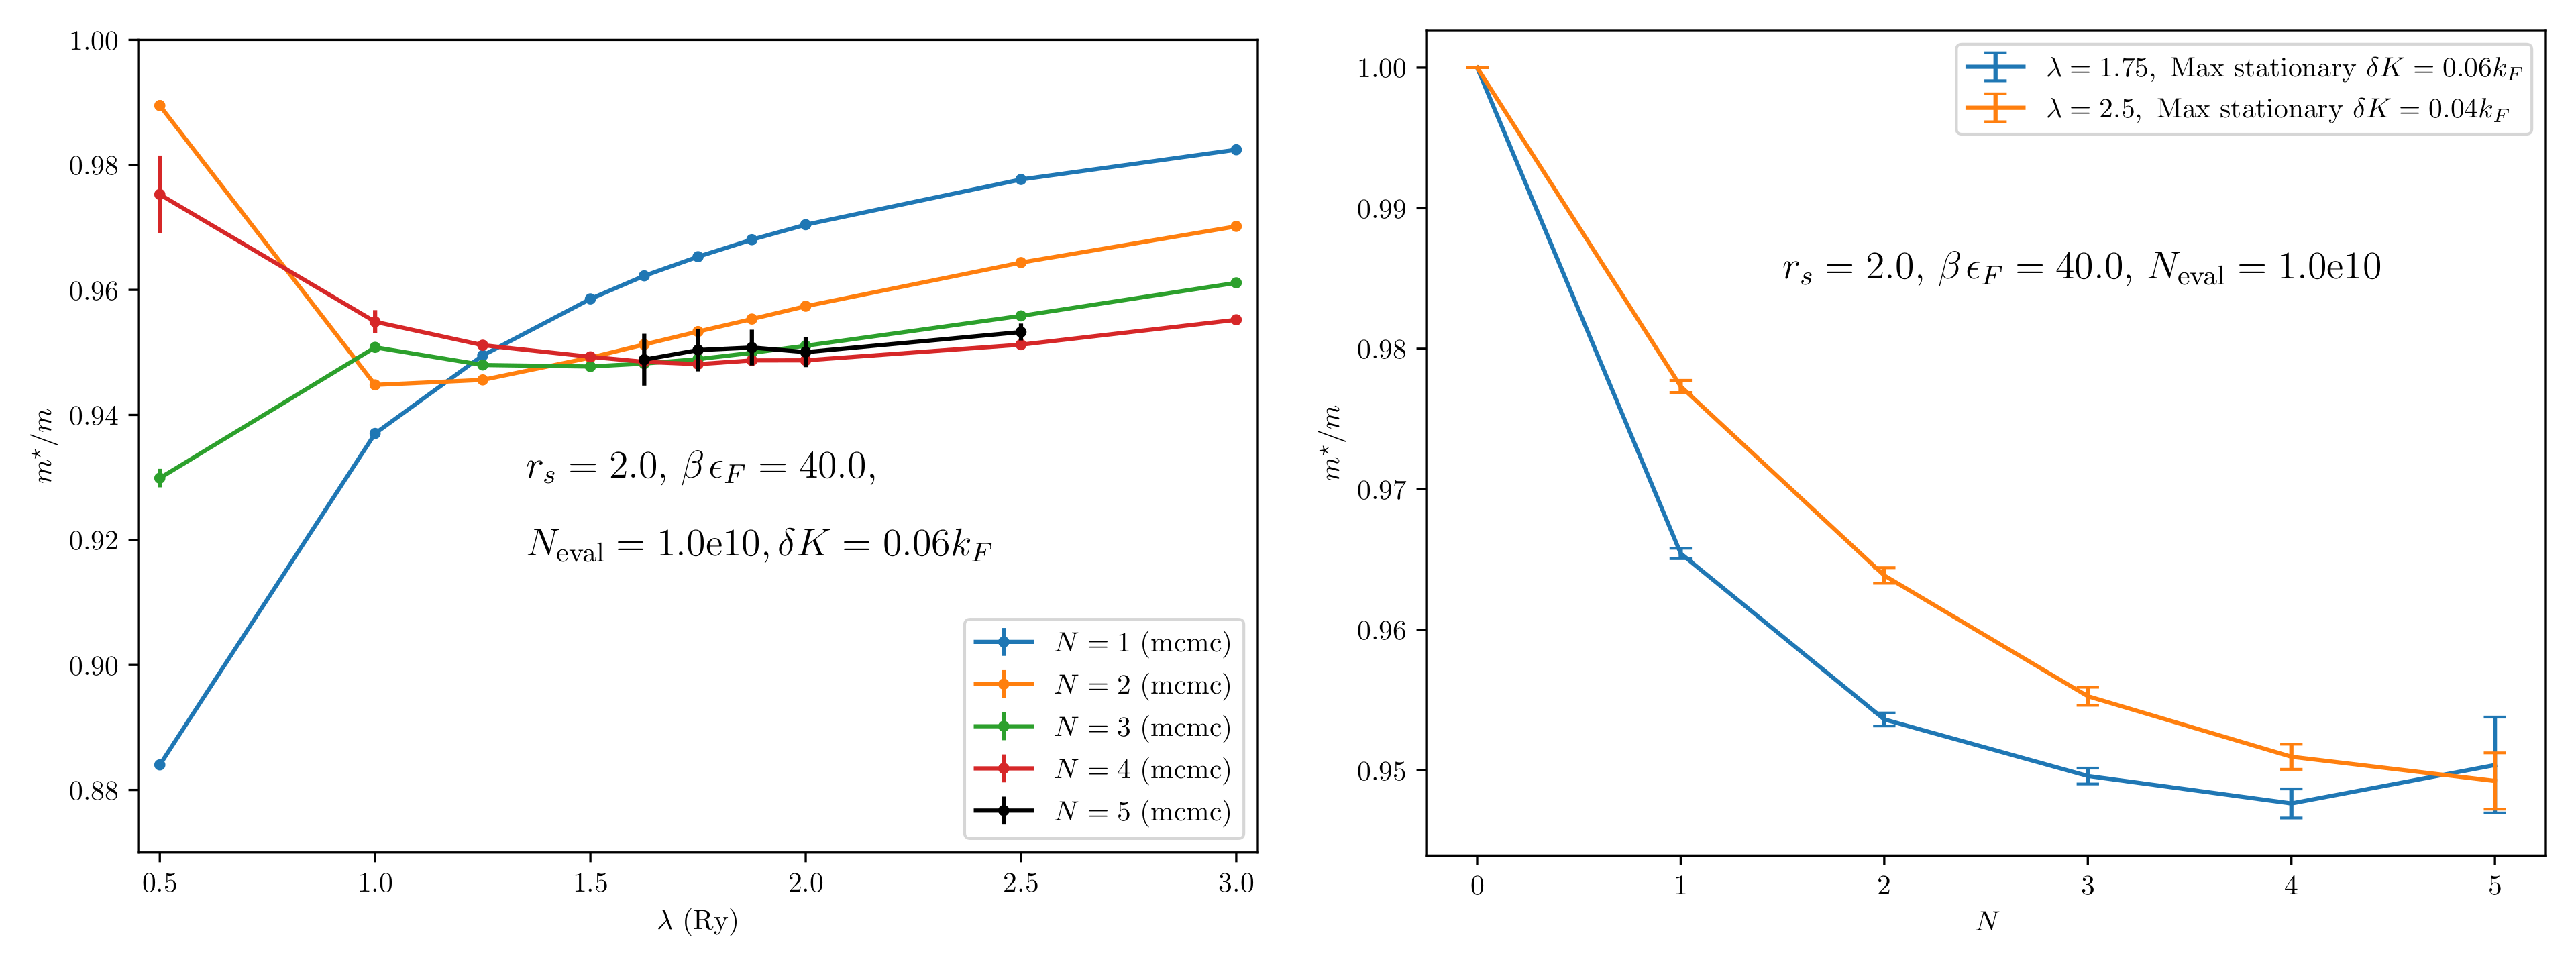 1.00
0.98
0.96
0.94
0.92
0.90
0.88
m⋆/m
r_s = 2.0, β ϵ_F = 40.0,
N_eval = 1.0e10, δK = 0.06k_F
N = 1 (mcmc)
N = 2 (mcmc)
N = 3 (mcmc)
N = 4 (mcmc)
N = 5 (mcmc)
0.5 1.0 1.5 2.0 2.5 3.0
λ (Ry)
1.00
0.99
0.98
0.97
0.96
0.95
m⋆/m
λ = 1.75, Max stationary δK = 0.06k_F
λ = 2.5, Max stationary δK = 0.04k_F
r_s = 2.0, β ϵ_F = 40.0, N_eval = 1.0e10
0 1 2 3 4 5
N